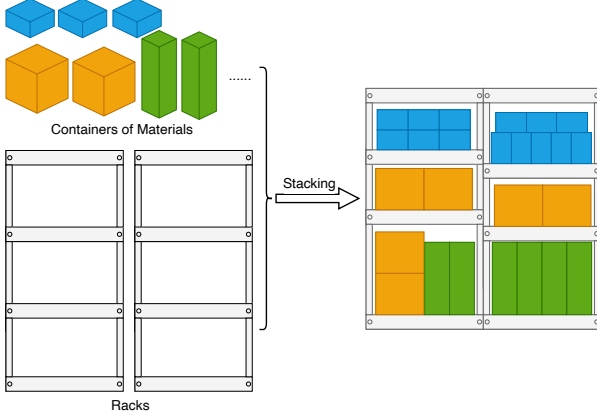 ......
Containers of Materials
Stacking
Racks